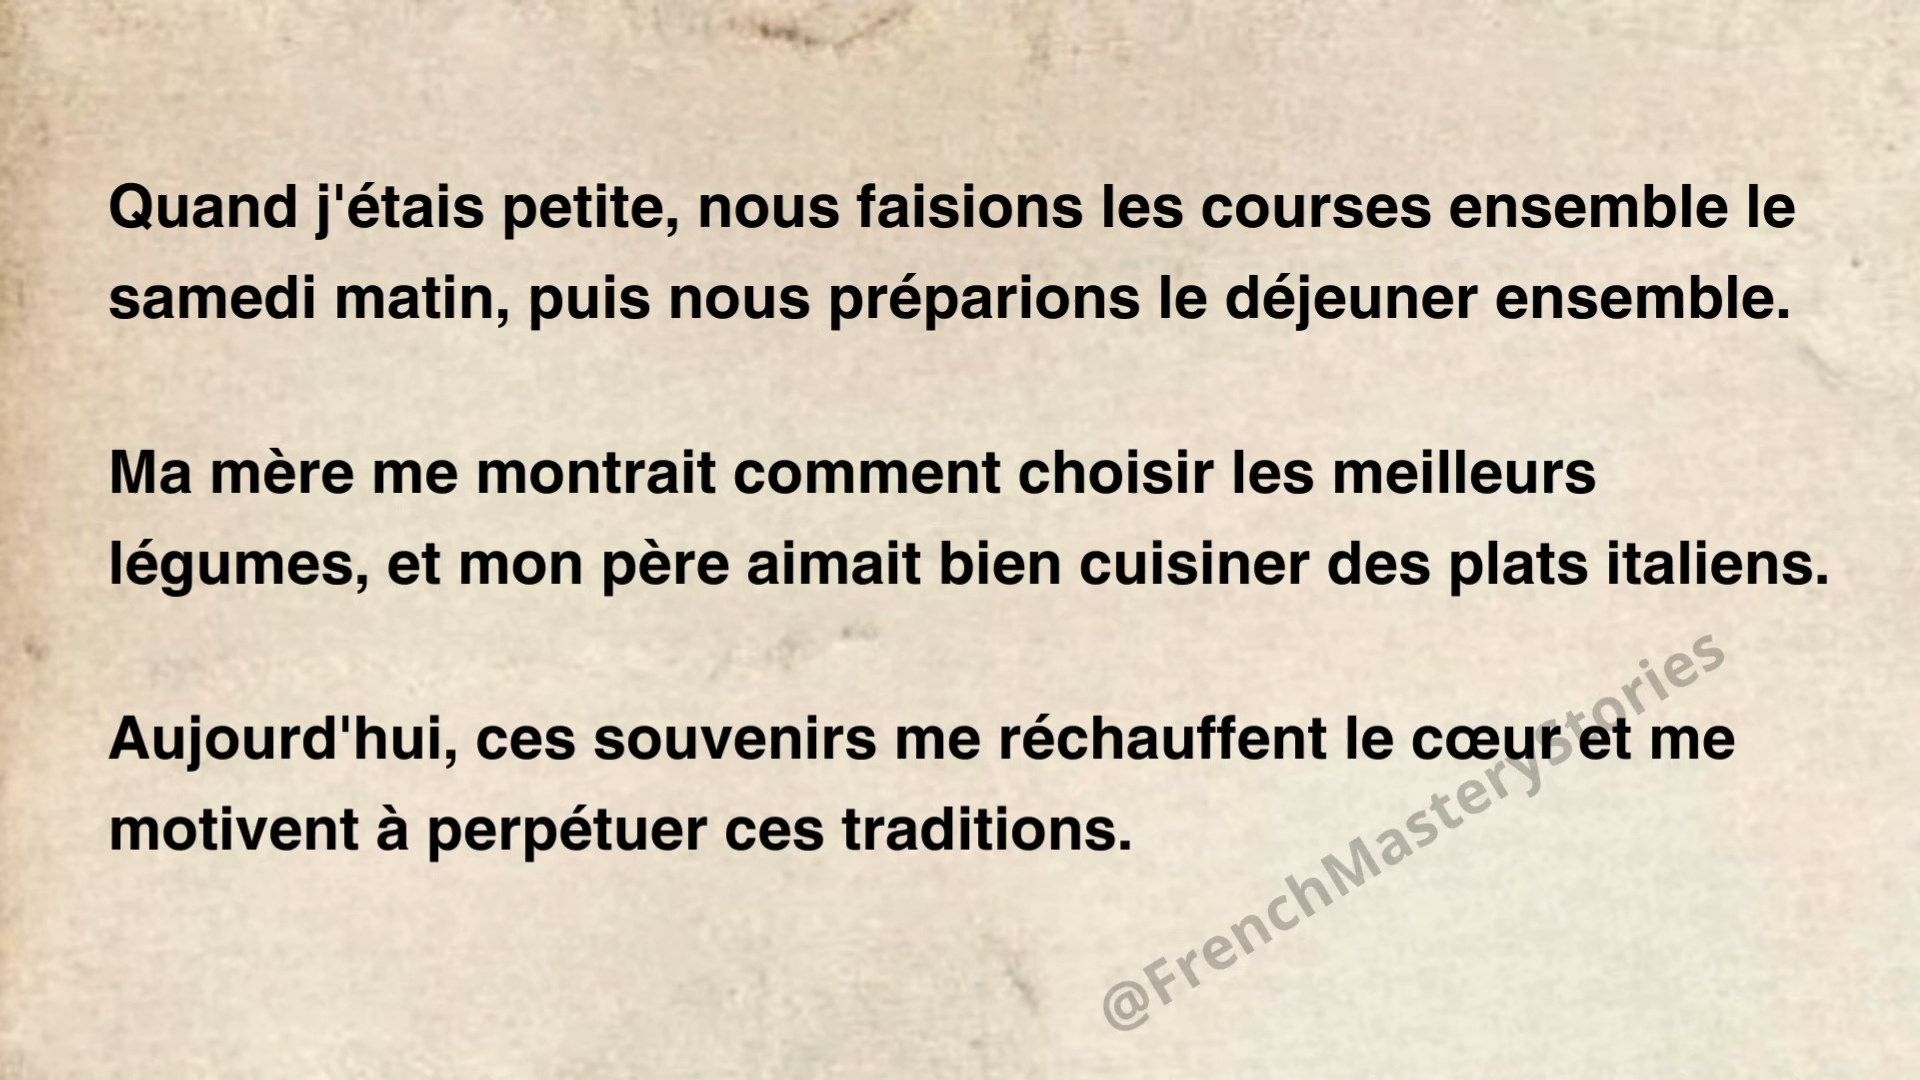 Quand j'étais petite, nous faisions les courses ensemble le
samedi matin, puis nous préparions le déjeuner ensemble.
Ma mère me montrait comment choisir les meilleurs
légumes, et mon père aimait bien cuisiner des plats italiens.
Aujourd'hui, ces souvenirs me réchauffent le cœur et me
motivent à perpétuer ces traditions.
@FrenchMasteryStories